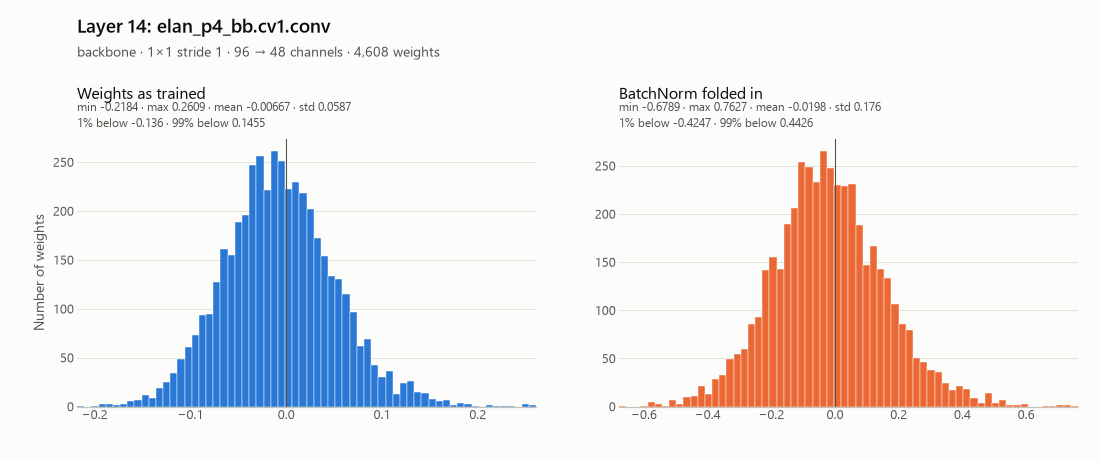 Layer 14: elan_p4_bb.cv1.conv
backbone · 1×1 stride 1 · 96 → 48 channels · 4,608 weights
Weights as trained
min -0.2184 · max 0.2609 · mean -0.00667 · std 0.0587
1% below -0.136 · 99% below 0.1455
Number of weights
250
200
150
100
50
0
−0.2
−0.1
0.0
0.1
0.2
BatchNorm folded in
min -0.6789 · max 0.7627 · mean -0.0198 · std 0.176
1% below -0.4247 · 99% below 0.4426
250
200
150
100
50
0
−0.6
−0.4
−0.2
0.0
0.2
0.4
0.6